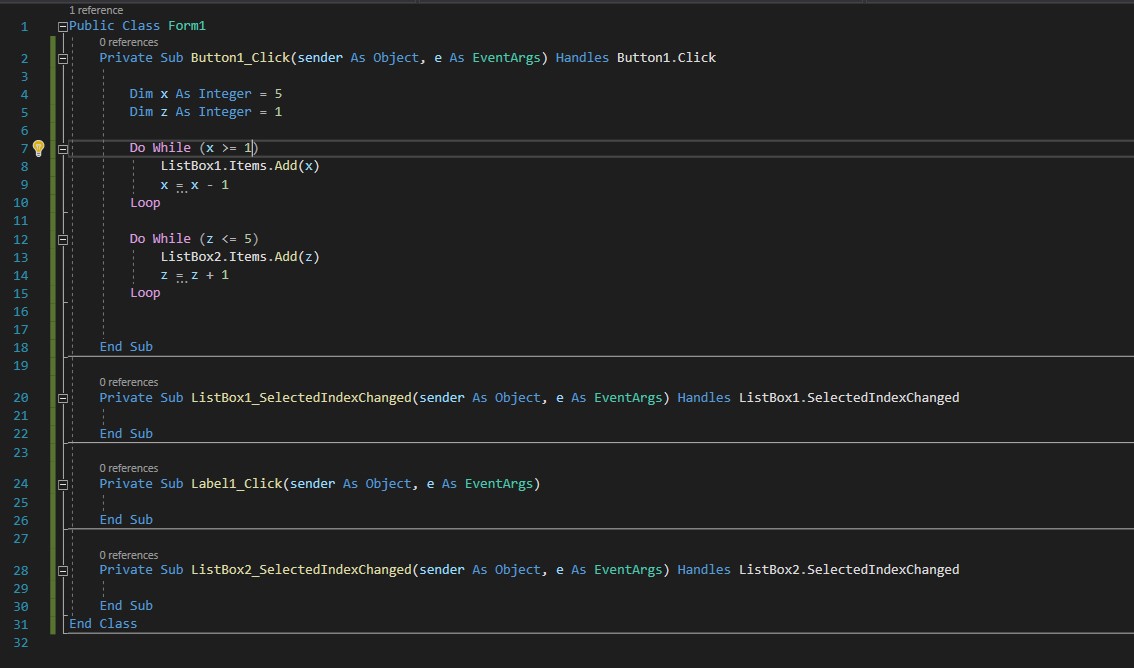 1 reference
1 Public Class Form1
0 references
2 Private Sub Button1_Click(sender As Object, e As EventArgs) Handles Button1.Click
3
4 Dim x As Integer = 5
5 Dim z As Integer = 1
6
7 Do While (x >= 1)
8 ListBox1.Items.Add(x)
9 x = x - 1
10 Loop
11
12 Do While (z <= 5)
13 ListBox2.Items.Add(z)
14 z = z + 1
15 Loop
16
17
18 End Sub
19
0 references
20 Private Sub ListBox1_SelectedIndexChanged(sender As Object, e As EventArgs) Handles ListBox1.SelectedIndexChanged
21
22 End Sub
23
0 references
24 Private Sub Label1_Click(sender As Object, e As EventArgs)
25
26 End Sub
27
0 references
28 Private Sub ListBox2_SelectedIndexChanged(sender As Object, e As EventArgs) Handles ListBox2.SelectedIndexChanged
29
30 End Sub
31 End Class
32